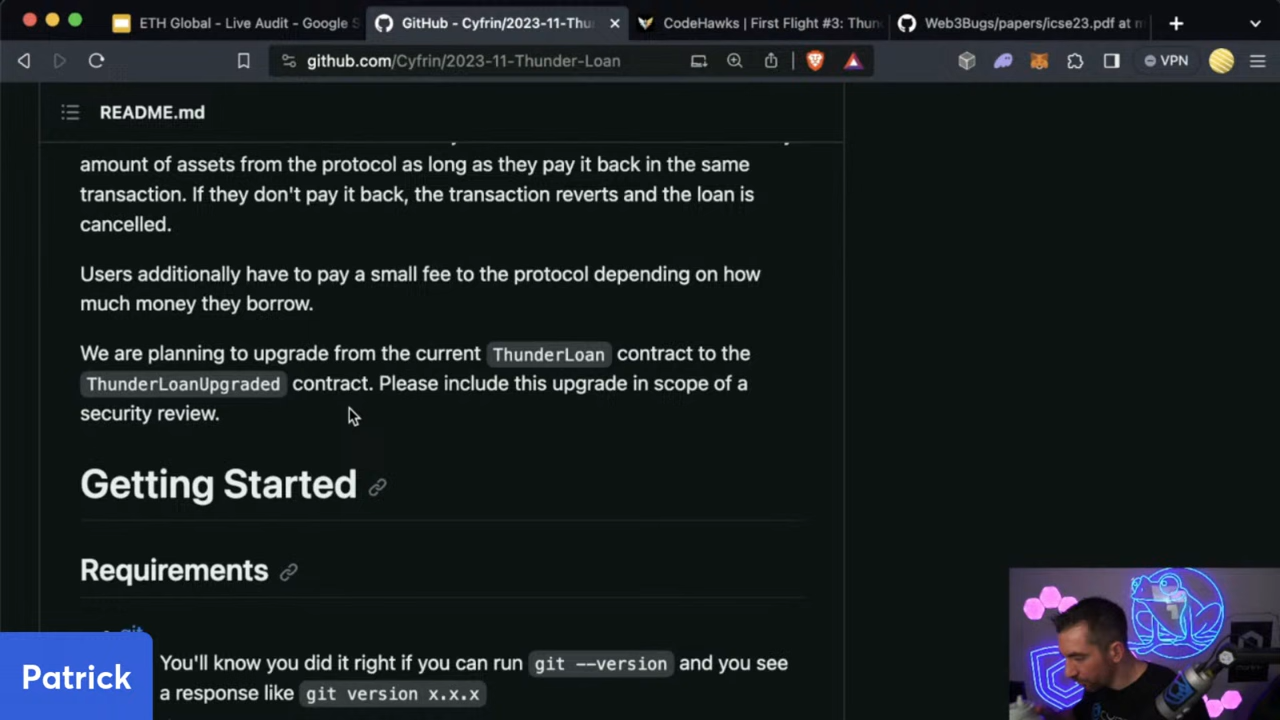 ETH Global - Live Audit - Google S
GitHub - Cyfrin/2023-11-Thu
CodeHawks | First Flight #3: Thun
Web3Bugs/papers/icse23.pdf at m
github.com/Cyfrin/2023-11-Thunder-Loan
VPN
README.md
amount of assets from the protocol as long as they pay it back in the same
transaction. If they don't pay it back, the transaction reverts and the loan is
cancelled.
Users additionally have to pay a small fee to the protocol depending on how
much money they borrow.
We are planning to upgrade from the current ThunderLoan contract to the
ThunderLoanUpgraded contract. Please include this upgrade in scope of a
security review.
Getting Started
Requirements
git
You'll know you did it right if you can run git --version and you see
a response like git version x.x.x
Patrick